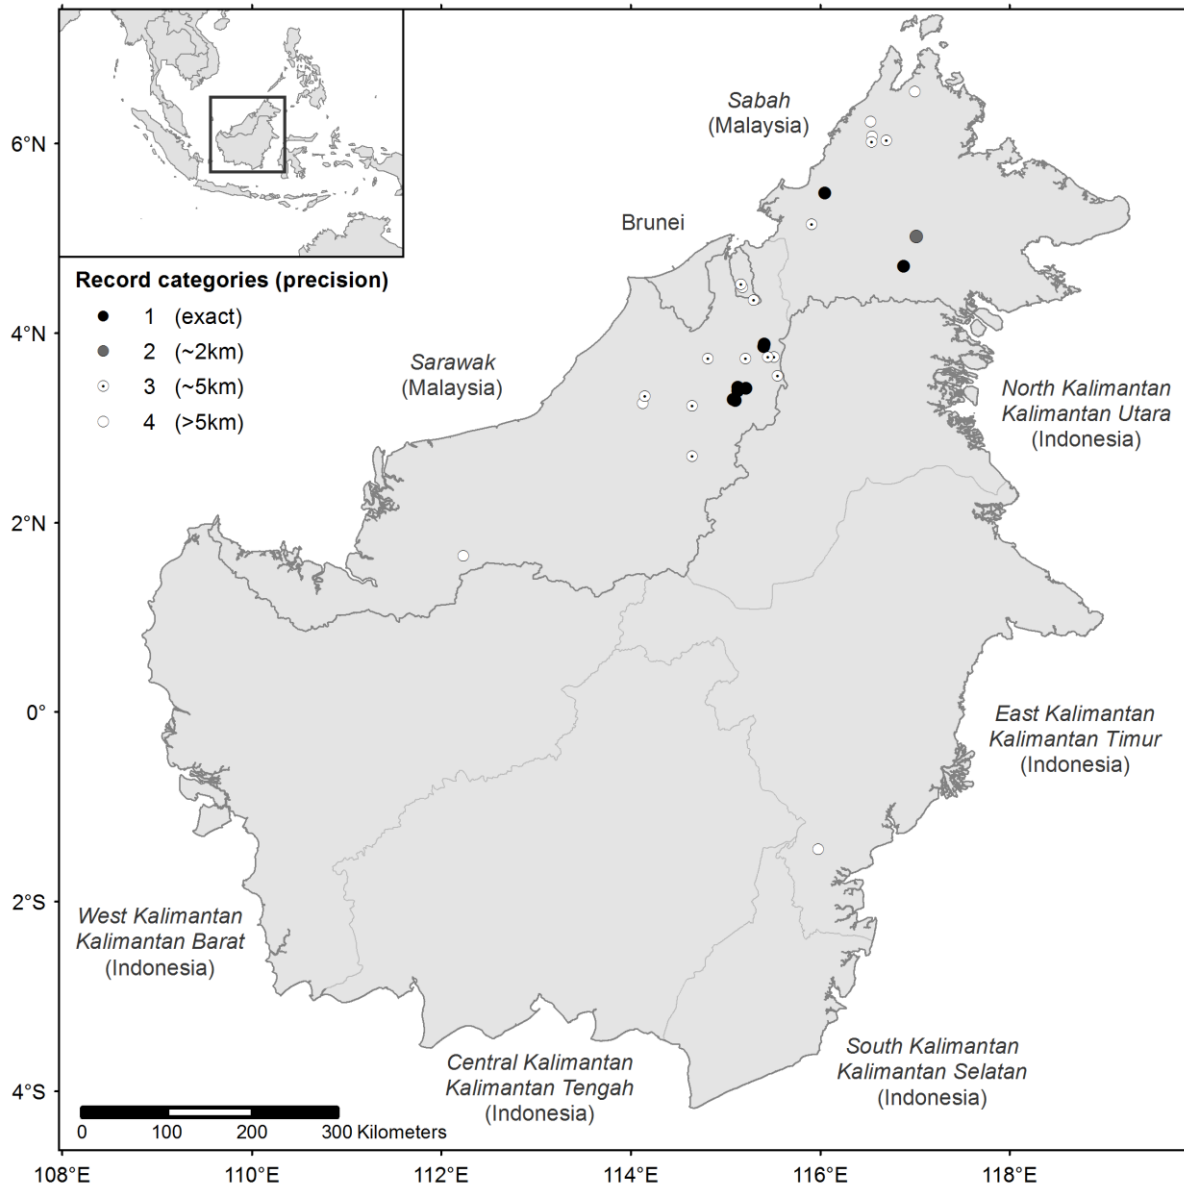 Sabah
(Malaysia)
6°N
Brunei
Record categories (precision)
1 (exact)
2 (~2km)
3 (~5km)
4 (>5km)
4°N
Sarawak
(Malaysia)
North Kalimantan
Kalimantan Utara
(Indonesia)
2°N
0°
East Kalimantan
Kalimantan Timur
(Indonesia)
2°S
West Kalimantan
Kalimantan Barat
(Indonesia)
South Kalimantan
Kalimantan Selatan
(Indonesia)
Central Kalimantan
Kalimantan Tengah
(Indonesia)
4°S
0 100 200 300 Kilometers
108°E 110°E 112°E 114°E 116°E 118°E